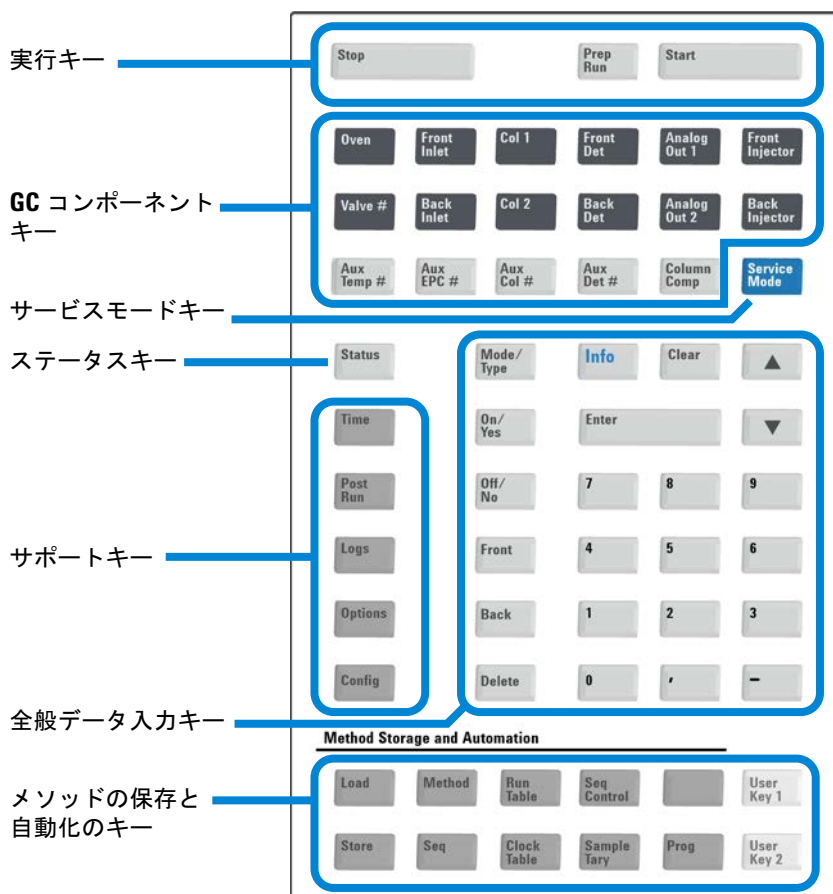 実行キー
Stop
Prep
Run
Start
GC コンポーネント
キー
Oven
Front
Inlet
Col 1
Front
Det
Analog
Out 1
Front
Injector
Valve #
Back
Inlet
Col 2
Back
Det
Analog
Out 2
Back
Injector
Aux
Temp #
Aux
EPC #
Aux
Col #
Aux
Det #
Column
Comp
Service
Mode
サービスモードキー
ステータスキー
Status
Mode/
Type
Info
Clear
▲
サポートキー
Time
On/
Yes
Enter
▼
Post
Run
Off/
No
7
8
9
Logs
Front
4
5
6
Options
Back
1
2
3
Config
Delete
0
,
–
全般データ入力キー
Method Storage and Automation
メソッドの保存と
自動化のキー
Load
Method
Run
Table
Seq
Control
User
Key 1
Store
Seq
Clock
Table
Sample
Tary
Prog
User
Key 2